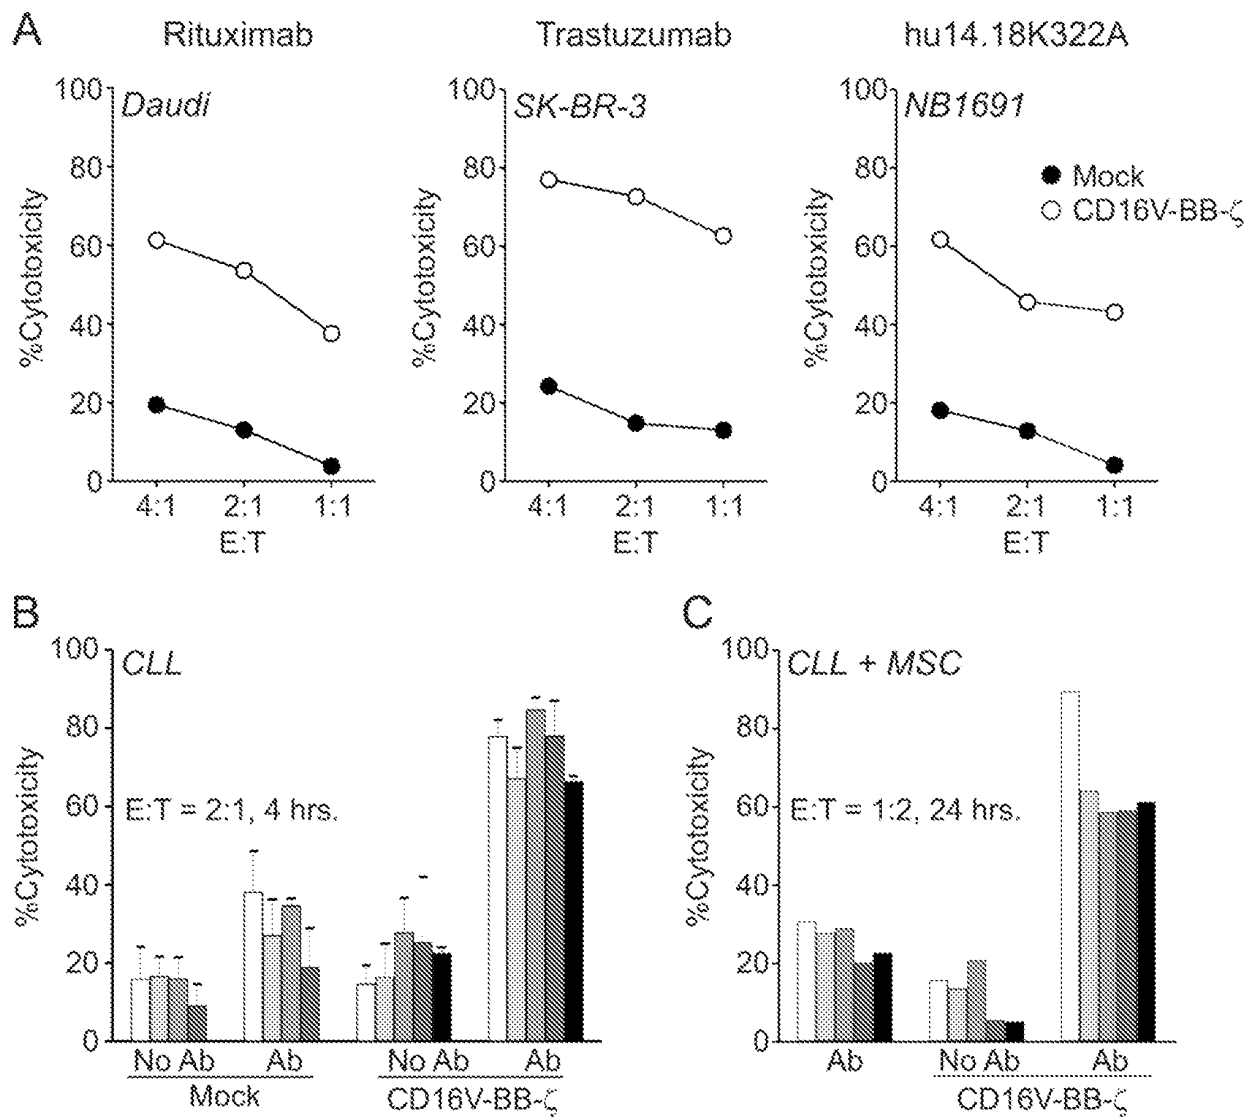 A
Rituximab
Trastuzumab
hu14.18K322A
%Cytotoxicity
100
80
60
40
20
0
Daudi
4:1 2:1 1:1
E:T
%Cytotoxicity
100
80
60
40
20
0
SK-BR-3
4:1 2:1 1:1
E:T
%Cytotoxicity
100
80
60
40
20
0
NB1691
Mock
CD16V-BB-ζ
4:1 2:1 1:1
E:T
B
%Cytotoxicity
100
80
60
40
20
0
CLL
E:T = 2:1, 4 hrs.
No Ab Ab No Ab Ab
Mock CD16V-BB-ζ
C
%Cytotoxicity
100
80
60
40
20
0
CLL + MSC
E:T = 1:2, 24 hrs.
Ab No Ab Ab
CD16V-BB-ζ